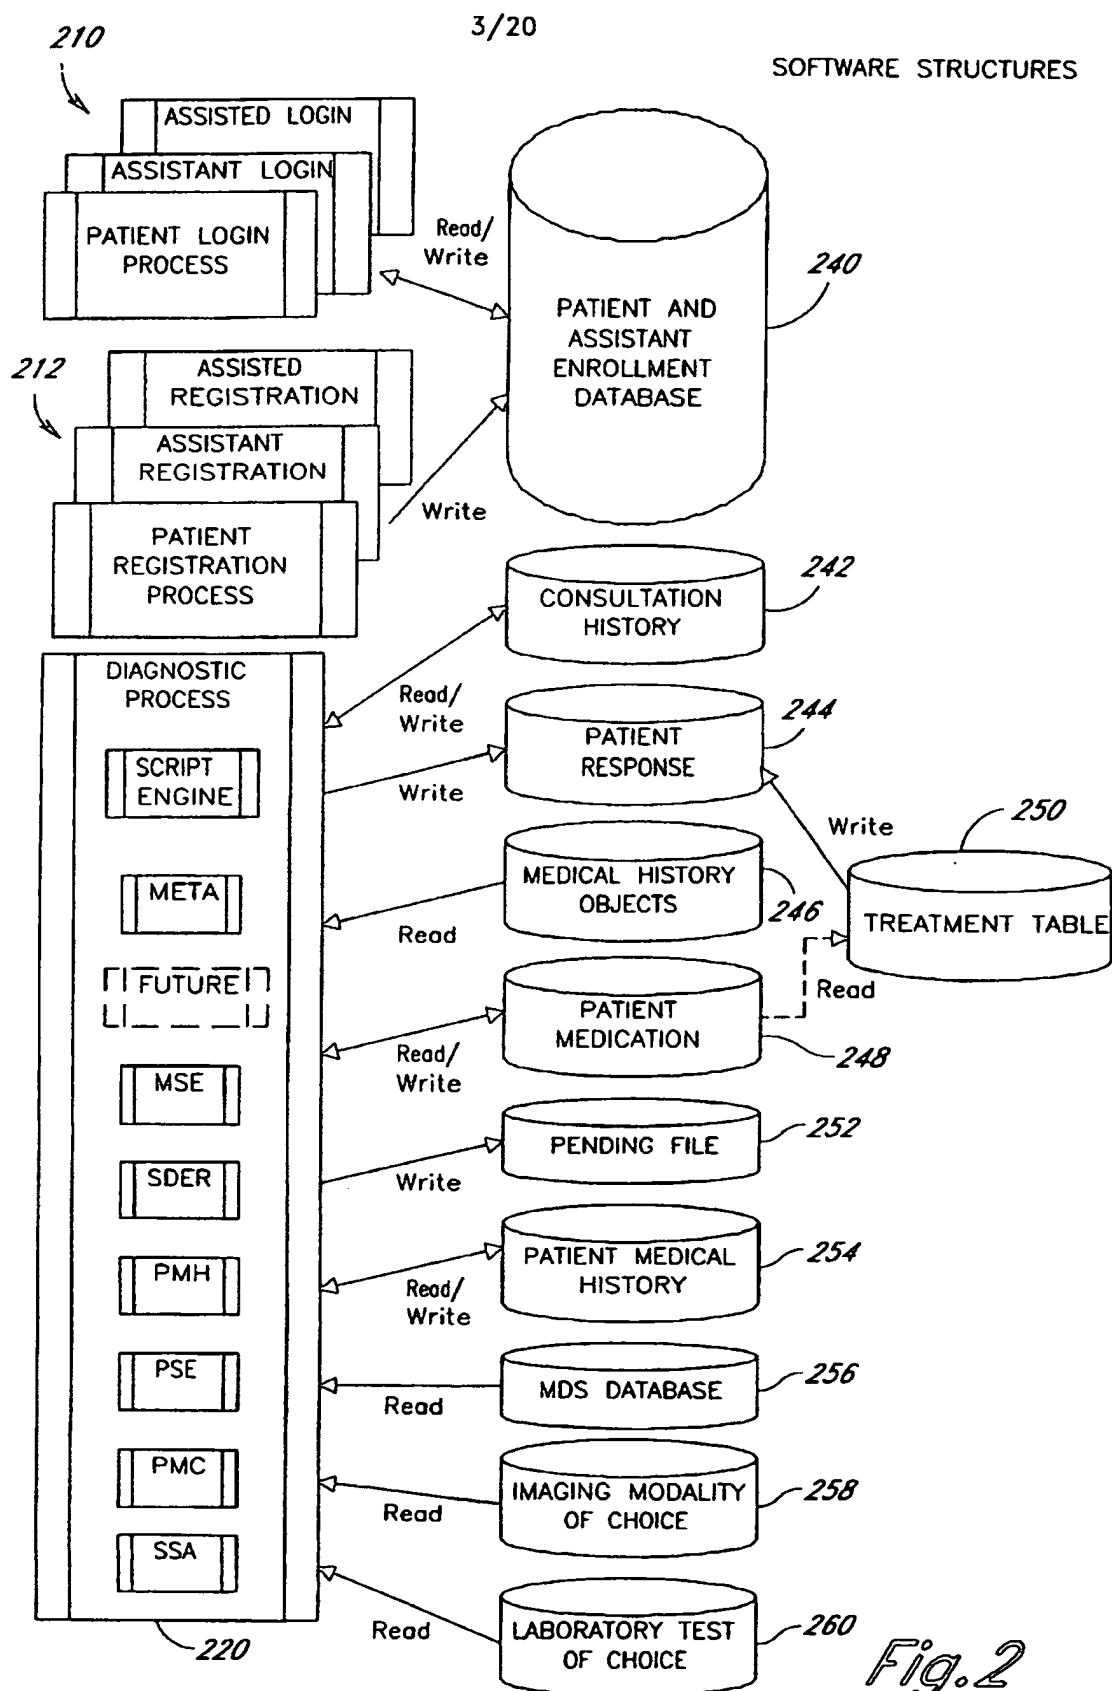 3/20
SOFTWARE STRUCTURES
210
ASSISTED LOGIN
ASSISTANT LOGIN
PATIENT LOGIN
PROCESS
Read/
Write
PATIENT AND
ASSISTANT
ENROLLMENT
DATABASE
240
212
ASSISTED
REGISTRATION
ASSISTANT
REGISTRATION
PATIENT
REGISTRATION
PROCESS
Write
CONSULTATION
HISTORY
242
DIAGNOSTIC
PROCESS
Read/
Write
SCRIPT
ENGINE
Write
PATIENT
RESPONSE
244
Write
250
TREATMENT TABLE
META
Read
MEDICAL HISTORY
OBJECTS
246
FUTURE
Read/
Write
PATIENT
MEDICATION
248
Read
MSE
SDER
Write
PENDING FILE
252
PMH
Read/
Write
PATIENT MEDICAL
HISTORY
254
PSE
Read
MDS DATABASE
256
PMC
Read
IMAGING MODALITY
OF CHOICE
258
SSA
Read
LABORATORY TEST
OF CHOICE
260
220
Fig.2